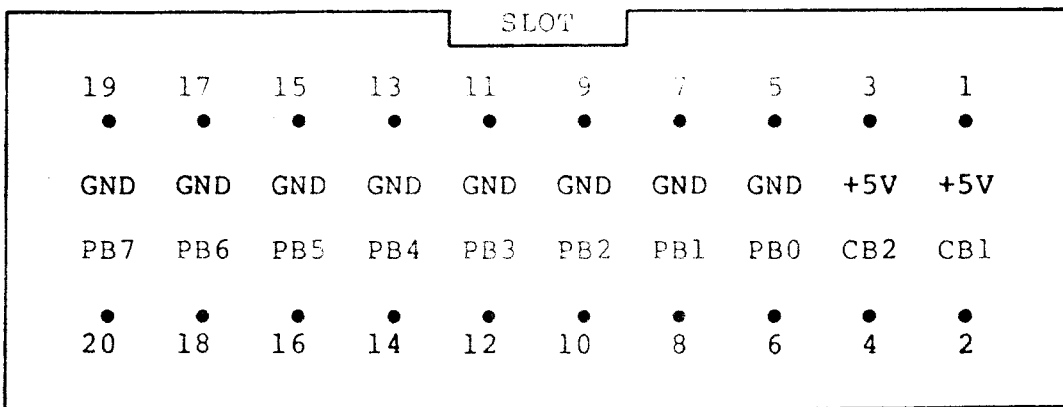 SLOT
19 17 15 13 11 9 7 5 3 1
GND GND GND GND GND GND GND GND +5V +5V
PB7 PB6 PB5 PB4 PB3 PB2 PB1 PB0 CB2 CB1
20 18 16 14 12 10 8 6 4 2